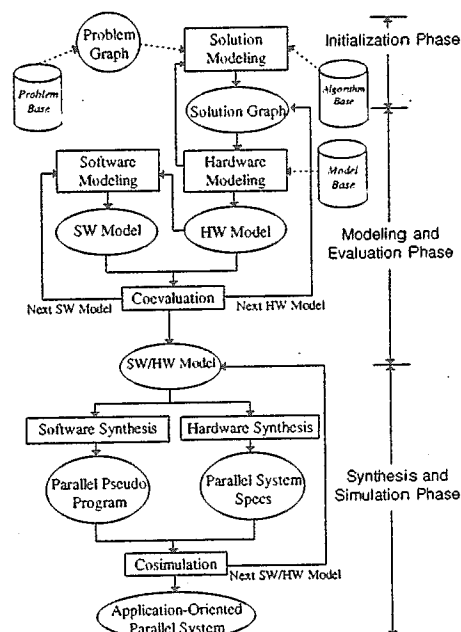 Problem
Graph
Solution
Modeling
Initialization Phase
Problem
Base
Algorithm
Base
Solution Graph
Software
Modeling
Hardware
Modeling
Model
Base
SW Model
HW Model
Modeling and
Evaluation Phase
Coevaluation
Next SW Model
Next HW Model
SW/HW Model
Software Synthesis
Hardware Synthesis
Parallel Pseudo
Program
Parallel System
Specs
Synthesis and
Simulation Phase
Cosimulation
Next SW/HW Model
Application-Oriented
Parallel System